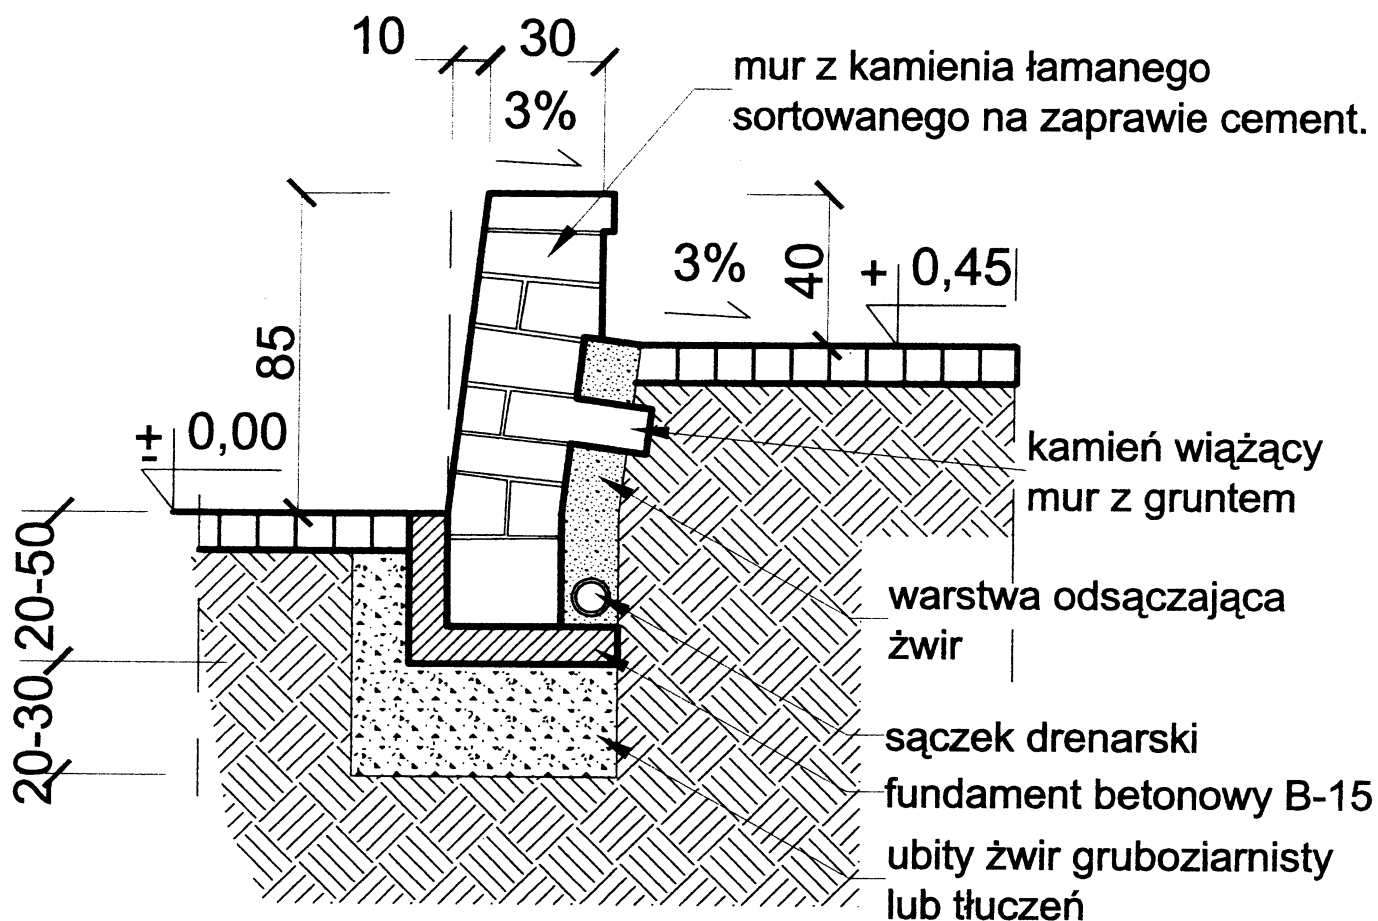 10
30
3%
mur z kamienia łamanego
sortowanego na zaprawie cement.
3%
40
+ 0,45
85
± 0,00
kamień wiążący
mur z gruntem
20-50
warstwa odsączająca
żwir
20-30
sączek drenarski
fundament betonowy B-15
ubity żwir gruboziarnisty
lub tłuczeń